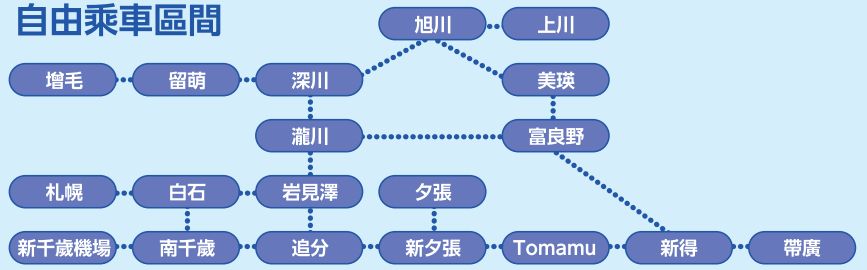 自由乘車區間
旭川 上川
增毛 留萌 深川 美瑛
瀧川 富良野
札幌 白石 岩見澤 夕張
新千歲機場 南千歲 追分 新夕張 Tomamu 新得 帶廣